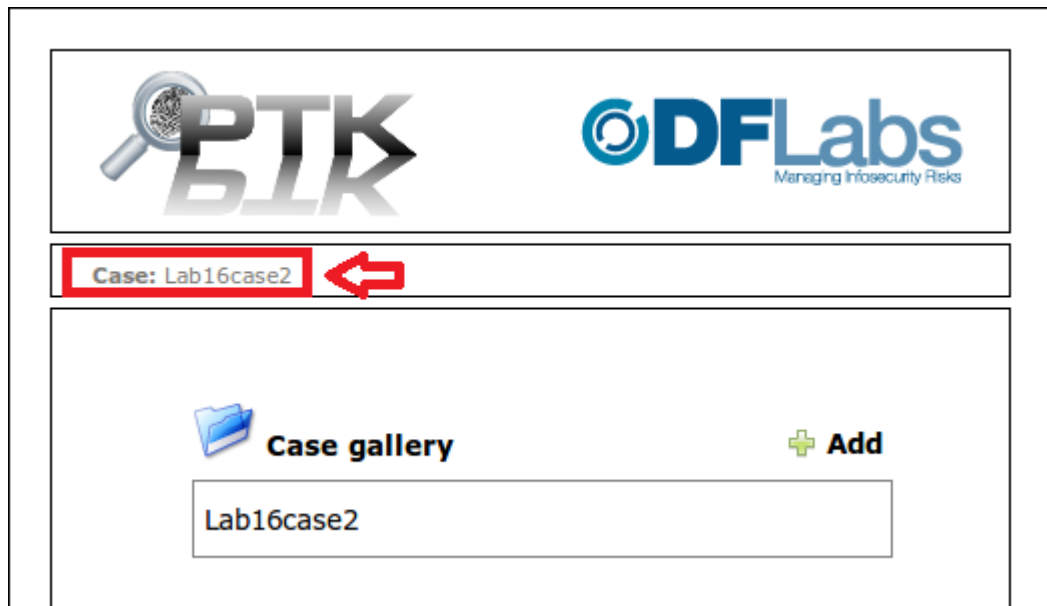 PTK
DFLabs
Managing Infosecurity Risks
Case: Lab16case2
Case gallery
Add
Lab16case2